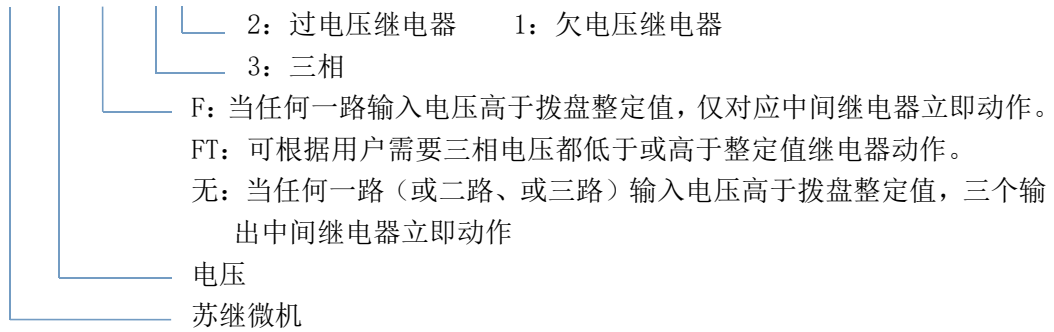 2：过电压继电器　　1：欠电压继电器
3：三相
F：当任何一路输入电压高于拨盘整定值，仅对应中间继电器立即动作。
FT：可根据用户需要三相电压都低于或高于整定值继电器动作。
无：当任何一路（或二路、或三路）输入电压高于拨盘整定值，三个输
出中间继电器立即动作
电压
苏继微机